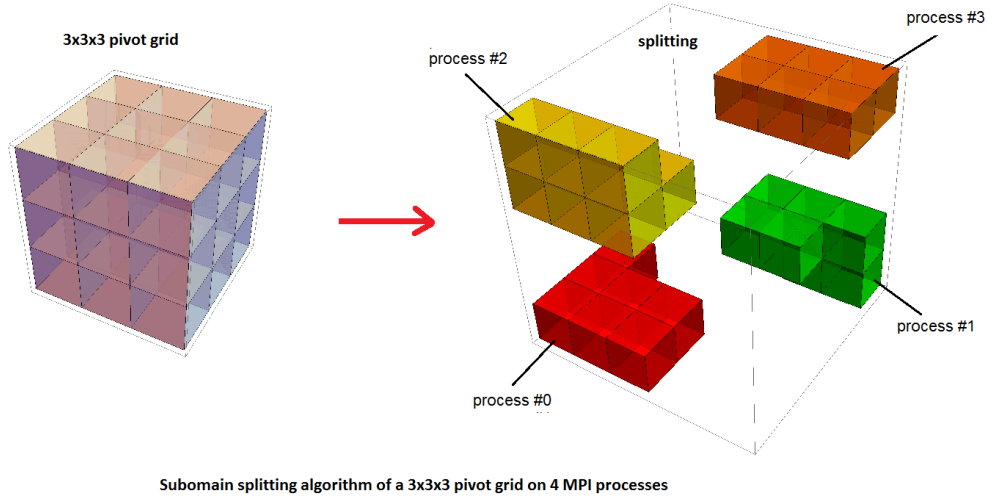 3x3x3 pivot grid
splitting
process #3
process #2
process #1
process #0
Subomain splitting algorithm of a 3x3x3 pivot grid on 4 MPI processes